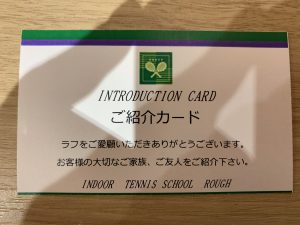 INTRODUCTION CARD
ご紹介カード
ラフをご愛顧いただきありがとうございます。
お客様の大切なご家族、ご友人をご紹介下さい。
INDOOR TENNIS SCHOOL ROUGH